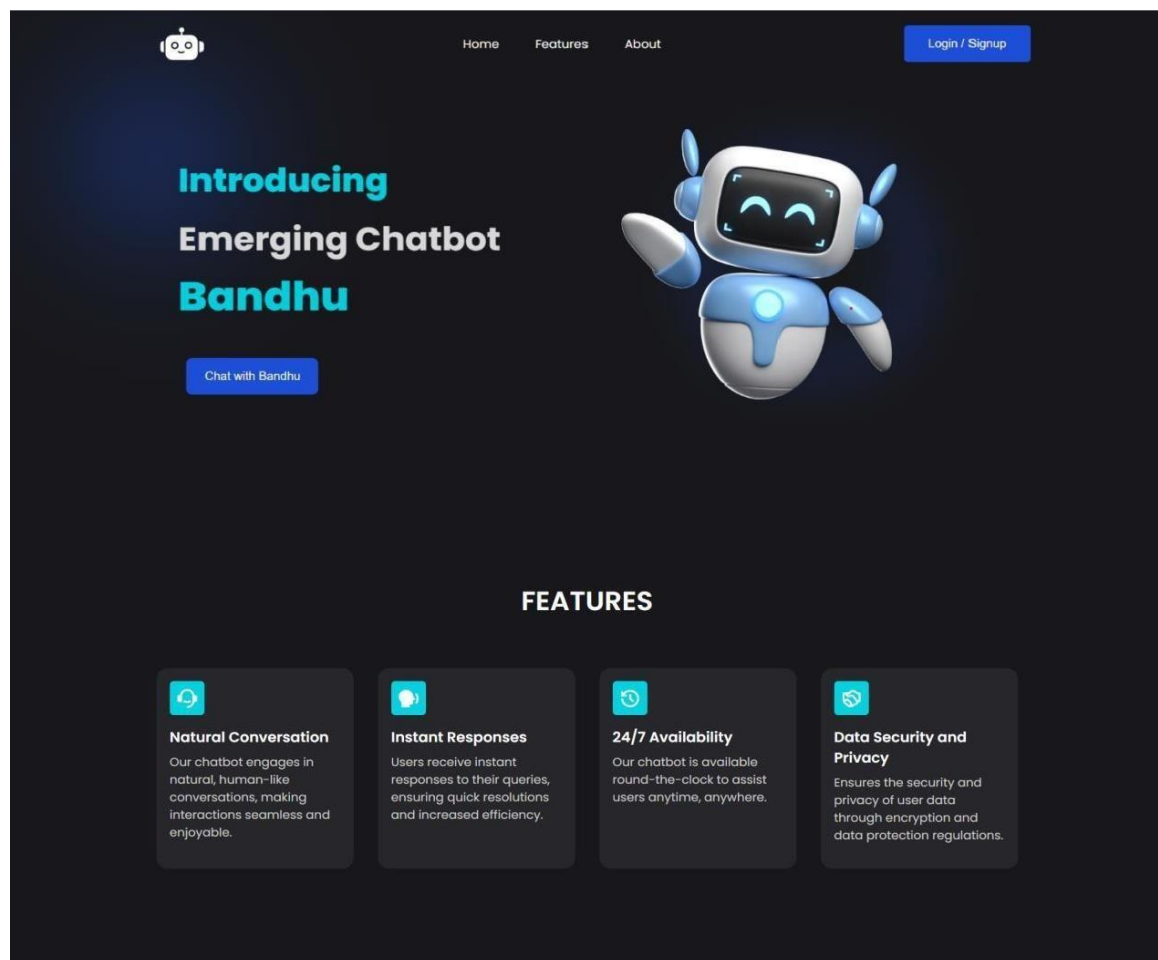 Home Features About Login / Signup
Introducing
Emerging Chatbot
Bandhu
Chat with Bandhu
FEATURES
Natural Conversation
Our chatbot engages in
natural, human-like
conversations, making
interactions seamless and
enjoyable.
Instant Responses
Users receive instant
responses to their queries,
ensuring quick resolutions
and increased efficiency.
24/7 Availability
Our chatbot is available
round-the-clock to assist
users anytime, anywhere.
Data Security and
Privacy
Ensures the security and
privacy of user data
through encryption and
data protection regulations.